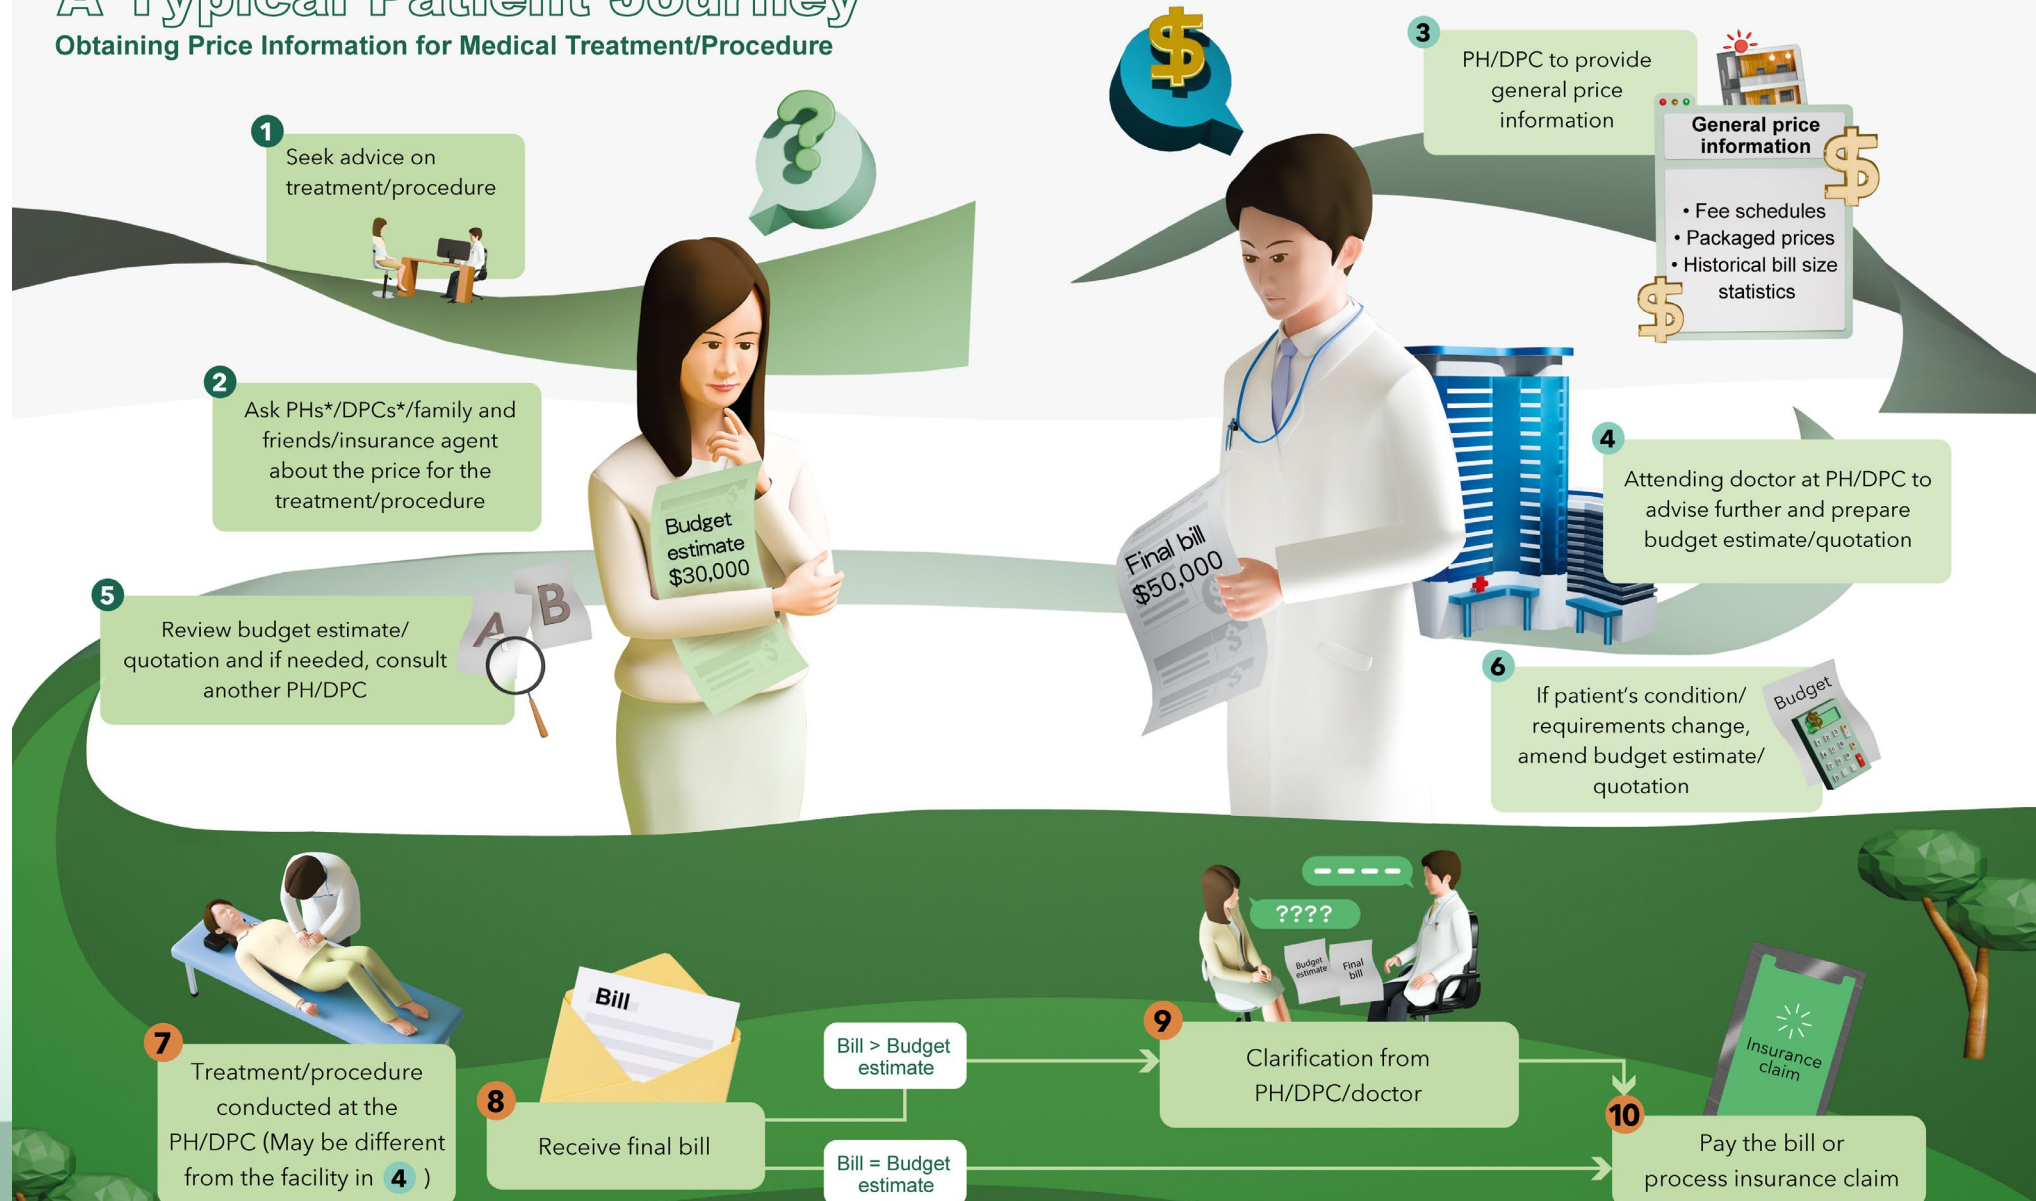 A Typical Patient Journey
Obtaining Price Information for Medical Treatment/Procedure
1
Seek advice on
treatment/procedure
2
Ask PHs*/DPCs*/family and
friends/insurance agent
about the price for the
treatment/procedure
3
PH/DPC to provide
general price
information
General price
information
• Fee schedules
• Packaged prices
• Historical bill size
statistics
4
Attending doctor at PH/DPC to
advise further and prepare
budget estimate/quotation
Budget
estimate
$30,000
Final bill
$50,000
5
Review budget estimate/
quotation and if needed, consult
another PH/DPC
A
B
6
If patient's condition/
requirements change,
amend budget estimate/
quotation
Budget
7
Treatment/procedure
conducted at the
PH/DPC (May be different
from the facility in 4 )
Bill
8
Receive final bill
Bill > Budget
estimate
Bill = Budget
estimate
????
Budget
estimate
Final
bill
9
Clarification from
PH/DPC/doctor
Insurance
claim
10
Pay the bill or
process insurance claim